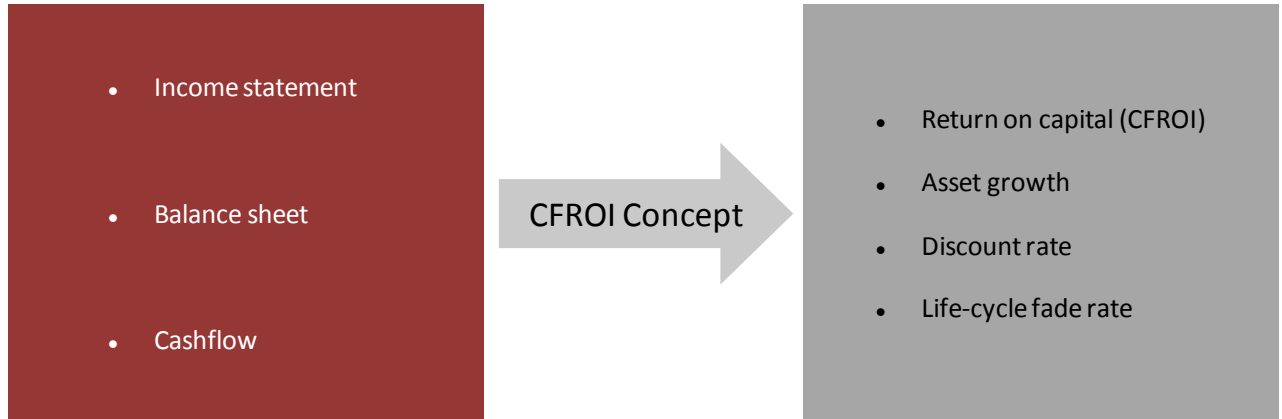 • Income statement
• Balance sheet
• Cashflow
CFROI Concept
• Return on capital (CFROI)
• Asset growth
• Discount rate
• Life-cycle fade rate